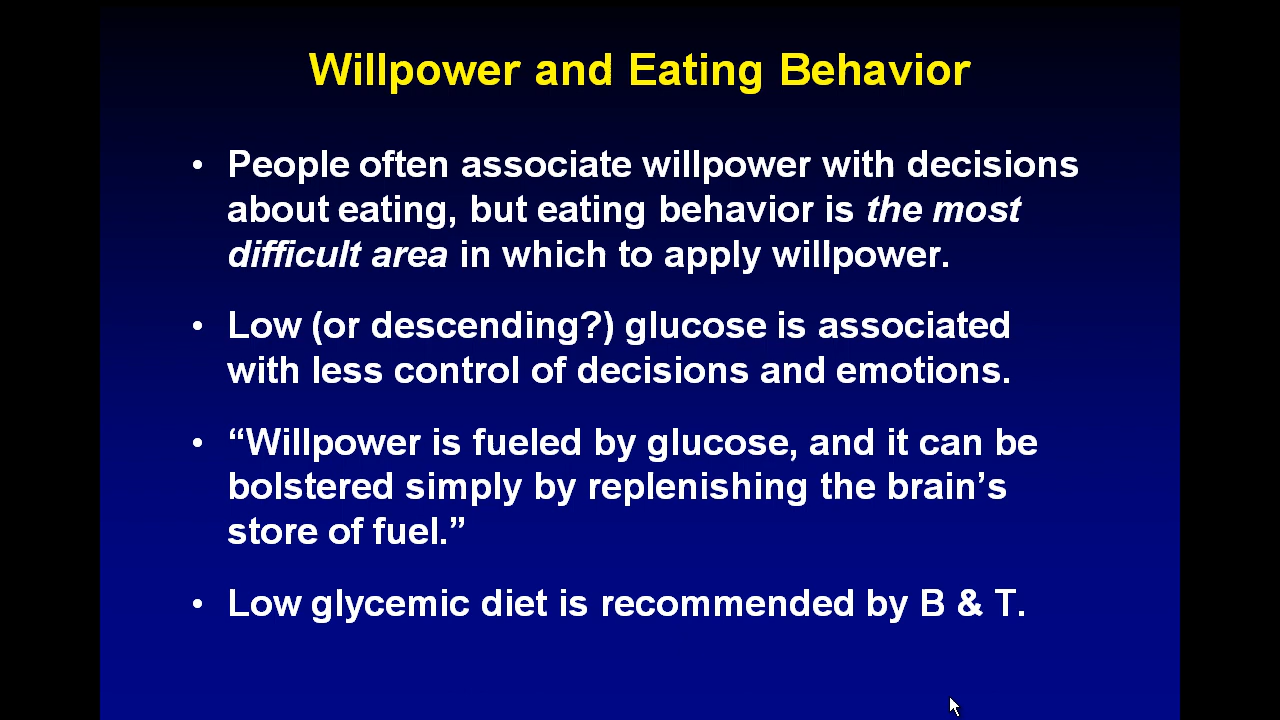 Willpower and Eating Behavior
• People often associate willpower with decisions
about eating, but eating behavior is the most
difficult area in which to apply willpower.
• Low (or descending?) glucose is associated
with less control of decisions and emotions.
• “Willpower is fueled by glucose, and it can be
bolstered simply by replenishing the brain’s
store of fuel.”
• Low glycemic diet is recommended by B & T.